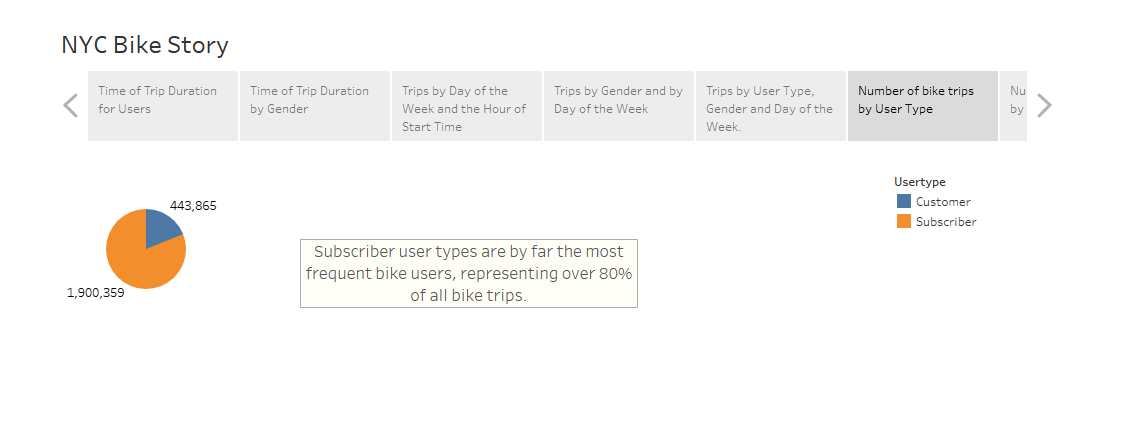 NYC Bike Story
Time of Trip Duration
for Users
Time of Trip Duration
by Gender
Trips by Day of the
Week and the Hour of
Start Time
Trips by Gender and by
Day of the Week
Trips by User Type,
Gender and Day of the
Week.
Number of bike trips
by User Type
Nu
by
Usertype
Customer
Subscriber
443,865
1,900,359
Subscriber user types are by far the most
frequent bike users, representing over 80%
of all bike trips.